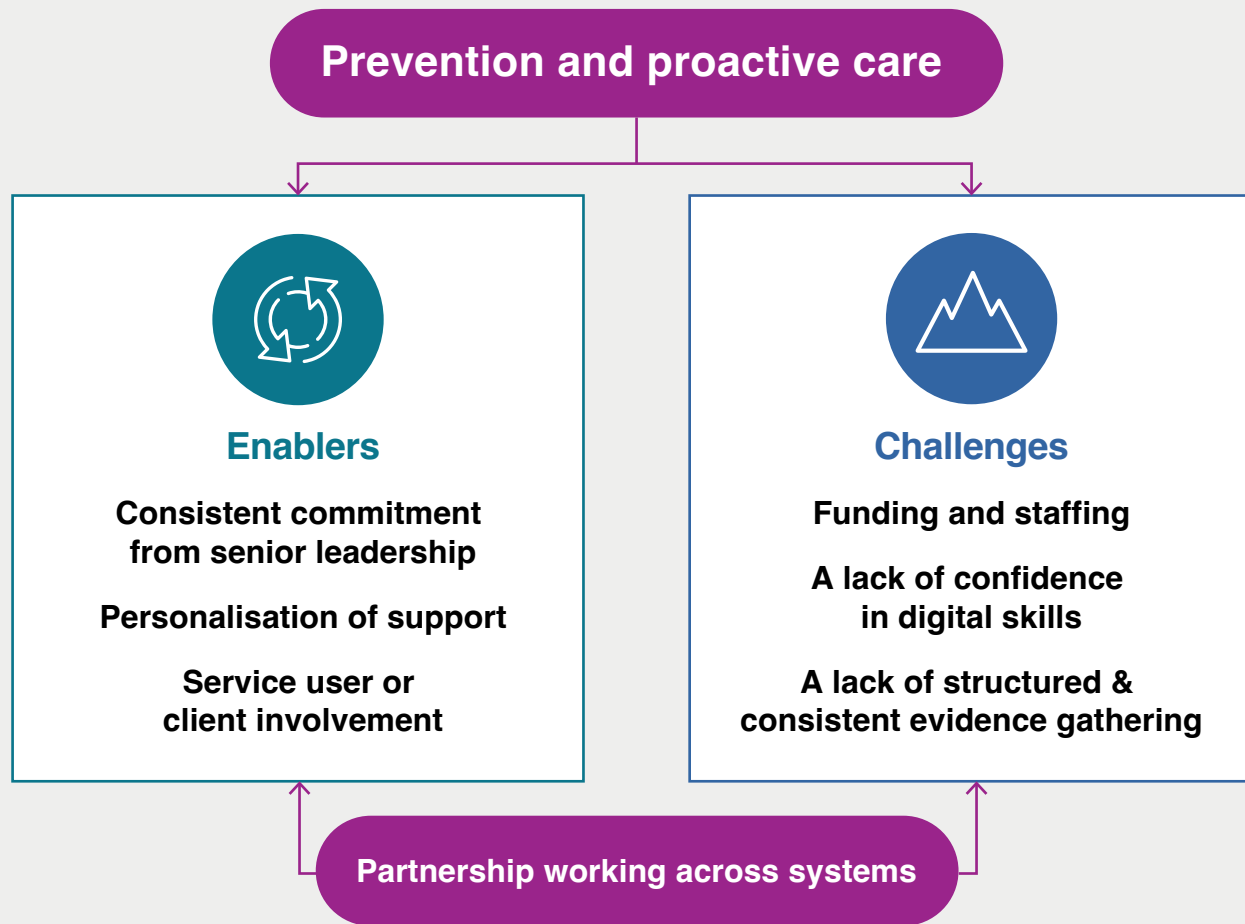 Prevention and proactive care
Enablers
Consistent commitment
from senior leadership
Personalisation of support
Service user or
client involvement
Challenges
Funding and staffing
A lack of confidence
in digital skills
A lack of structured &
consistent evidence gathering
Partnership working across systems